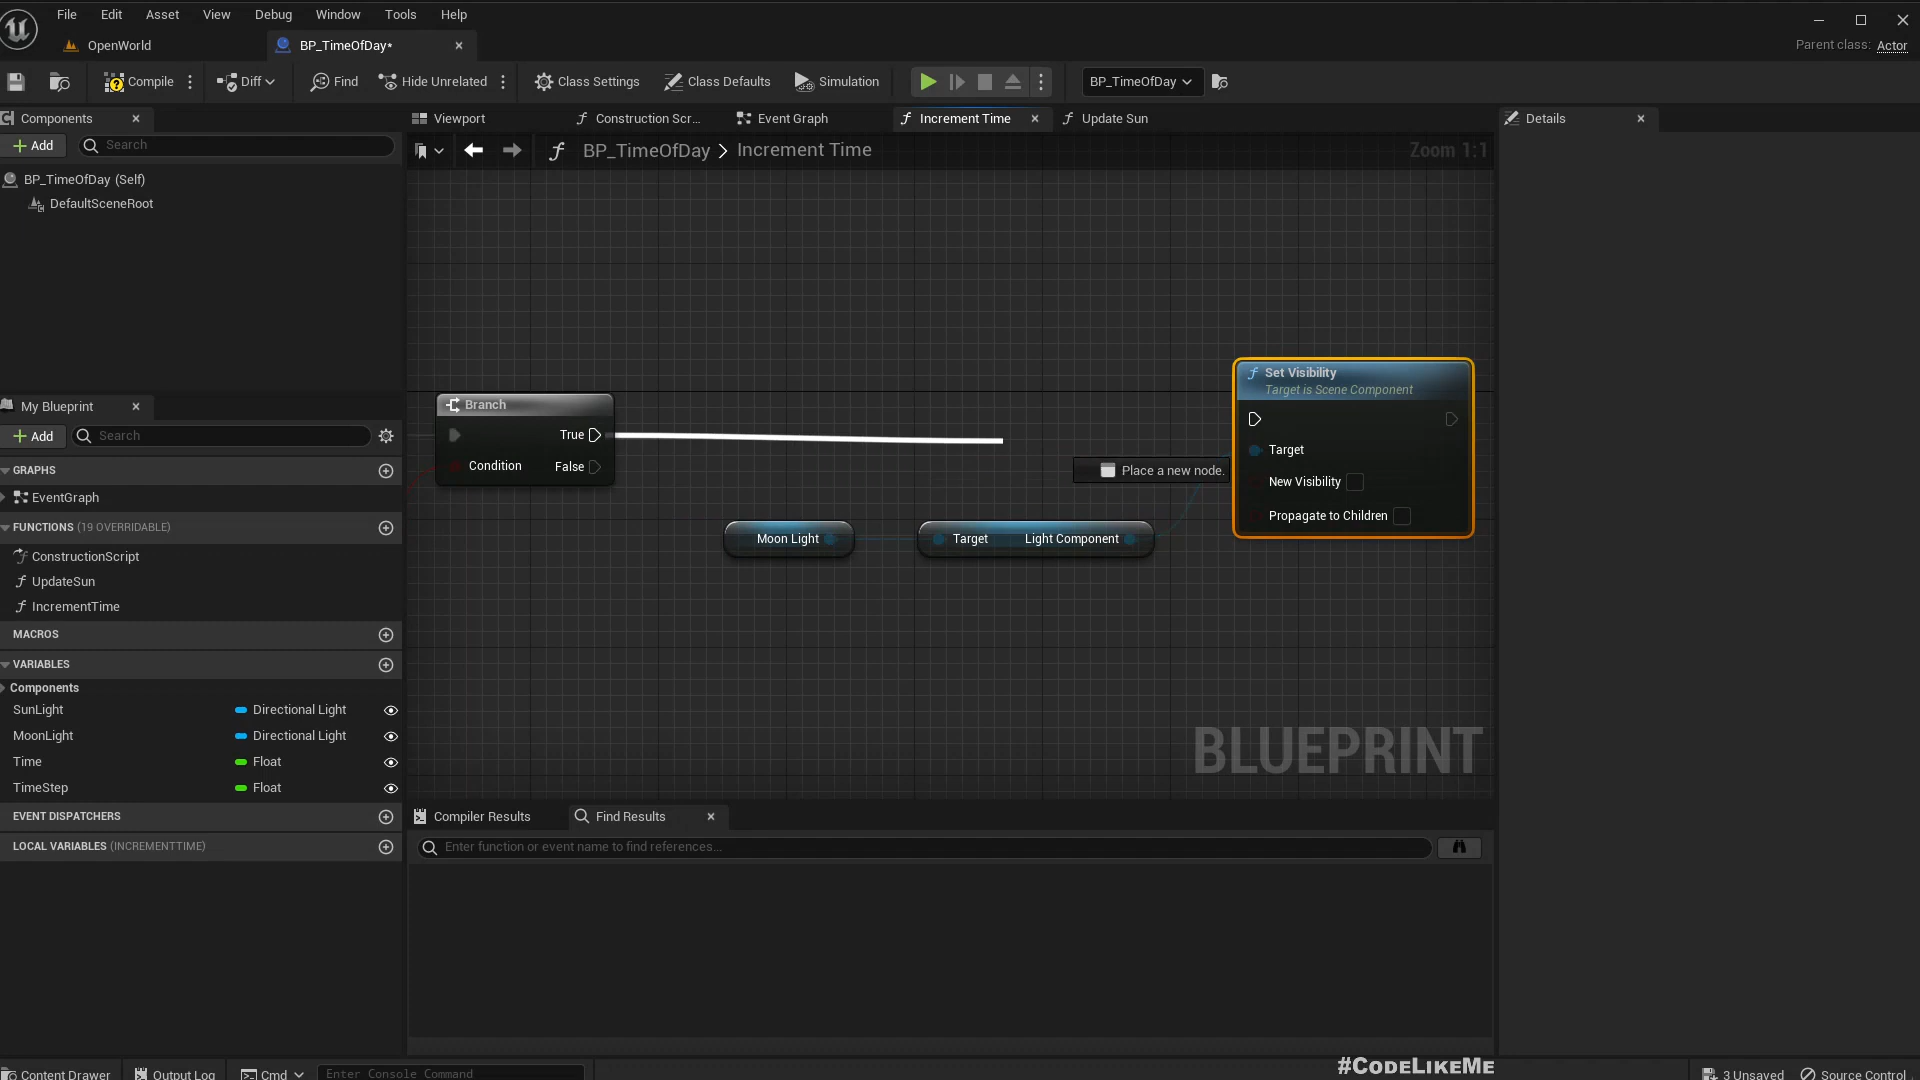 File Edit Asset View Debug Window Tools Help
OpenWorld
BP_TimeOfDay*
Parent class: Actor
Compile
Diff
Find
Hide Unrelated
Class Settings
Class Defaults
Simulation
BP_TimeOfDay
Components
Viewport
Construction Scr...
Event Graph
Increment Time
Update Sun
Details
Add
Search
BP_TimeOfDay > Increment Time
Zoom 1:1
BP_TimeOfDay (Self)
DefaultSceneRoot
Set Visibility
Target is Scene Component
Target
New Visibility
Propagate to Children
Branch
True
Condition
False
Place a new node.
Moon Light
Target
Light Component
BLUEPRINT
My Blueprint
Add
Search
GRAPHS
EventGraph
FUNCTIONS (19 OVERRIDABLE)
ConstructionScript
UpdateSun
IncrementTime
MACROS
VARIABLES
Components
SunLight Directional Light
MoonLight Directional Light
Time Float
TimeStep Float
EVENT DISPATCHERS
LOCAL VARIABLES (INCREMENTTIME)
Compiler Results
Find Results
Enter function or event name to find references...
#CodeLikeMe
Content Drawer
Output Log
Cmd
Enter Console Command
3 Unsaved
Source Control